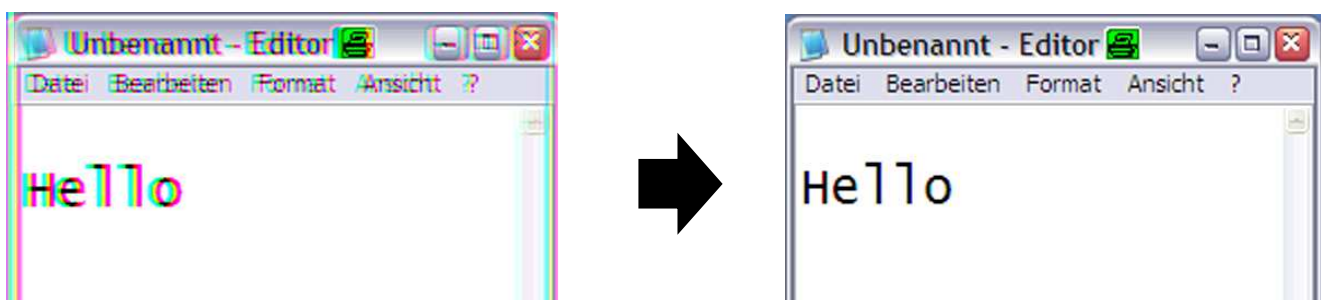 Unbenannt - Editor
Datei Bearbeiten Format Ansicht ?
Hello
Unbenannt - Editor
Datei Bearbeiten Format Ansicht ?
Hello